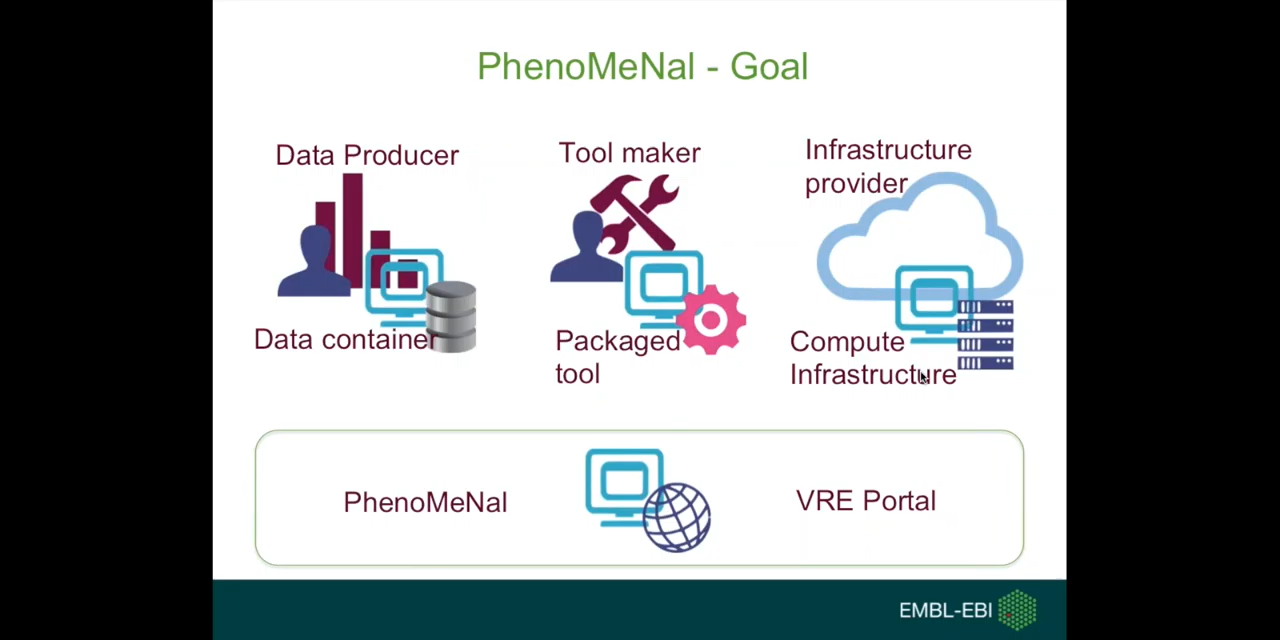 PhenoMeNal - Goal
Data Producer
Tool maker
Infrastructure
provider
Data container
Packaged
tool
Compute
Infrastructure
PhenoMeNal
VRE Portal
EMBL-EBI